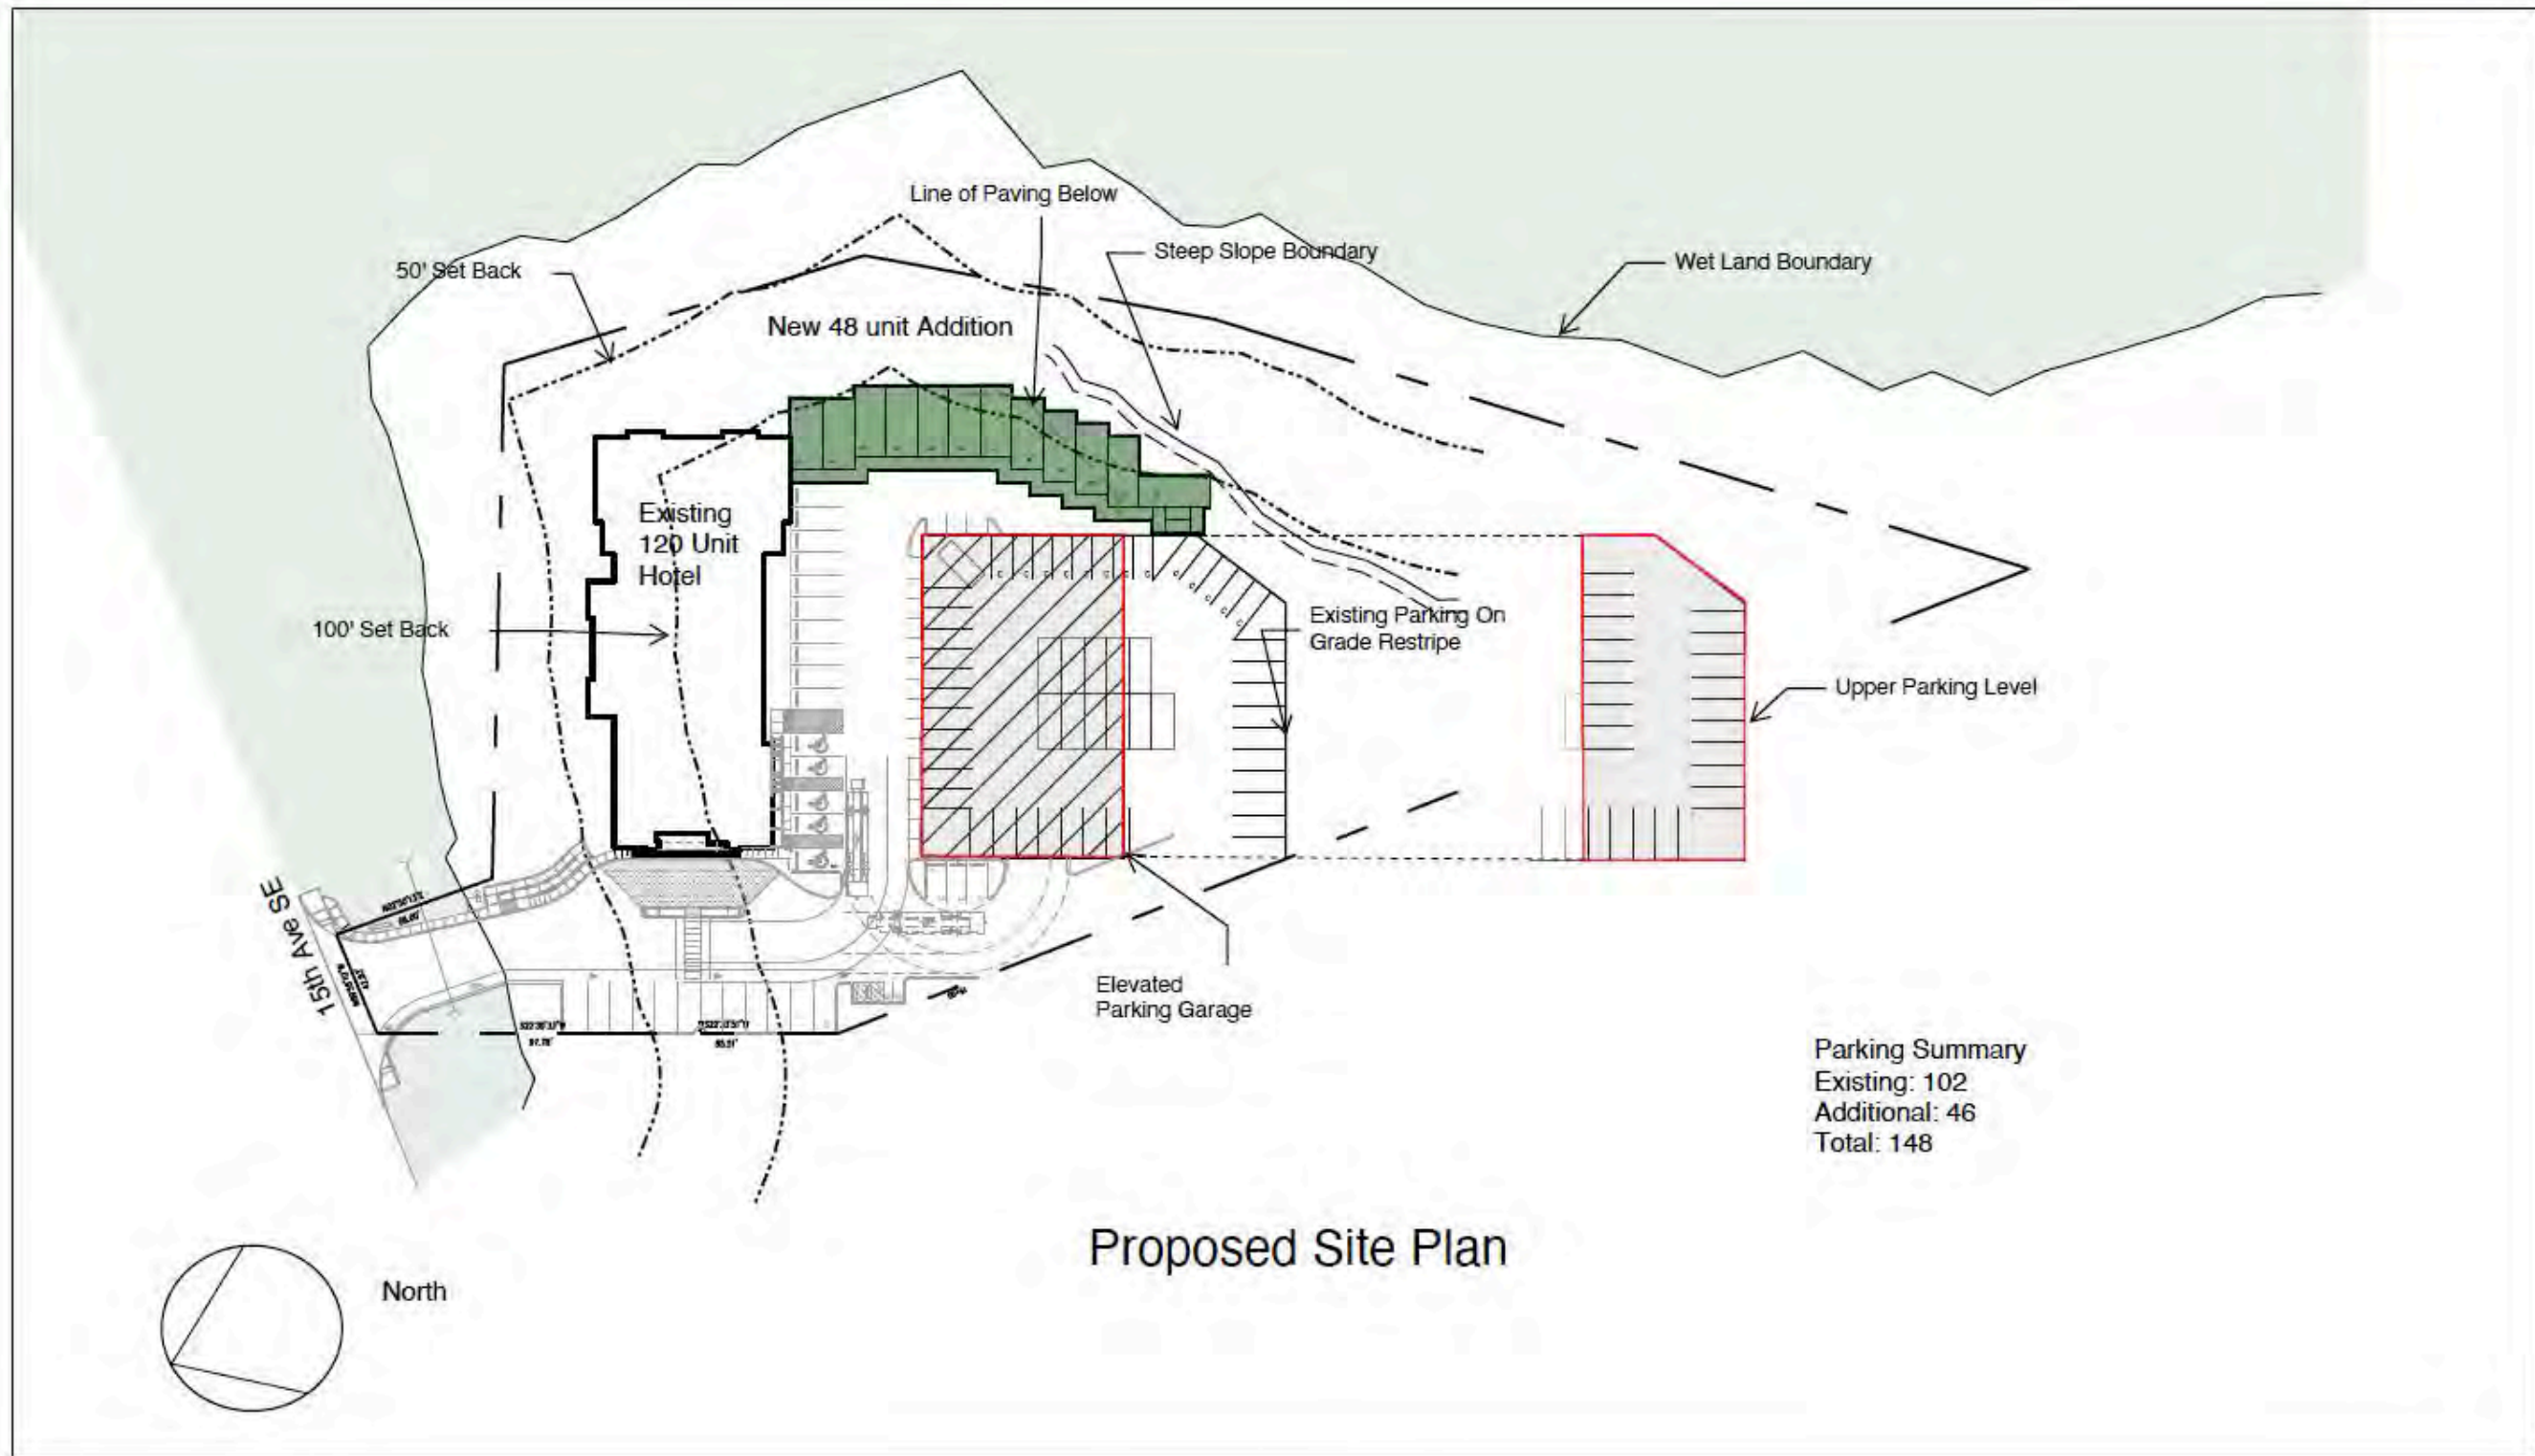 Line of Paving Below
Steep Slope Boundary
50' Set Back
Wet Land Boundary
New 48 unit Addition
Existing
120 Unit
Hotel
100' Set Back
Existing Parking On
Grade Restripe
Upper Parking Level
15th Ave SE
Elevated
Parking Garage
Parking Summary
Existing: 102
Additional: 46
Total: 148
Proposed Site Plan
North